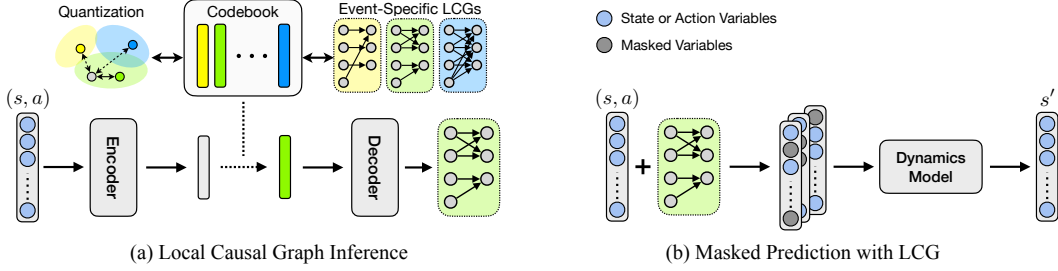 Quantization
Codebook
Event-Specific LCGs
(s, a)
Encoder
Decoder
(a) Local Causal Graph Inference
State or Action Variables
Masked Variables
(s, a)
+
Dynamics
Model
s′
(b) Masked Prediction with LCG